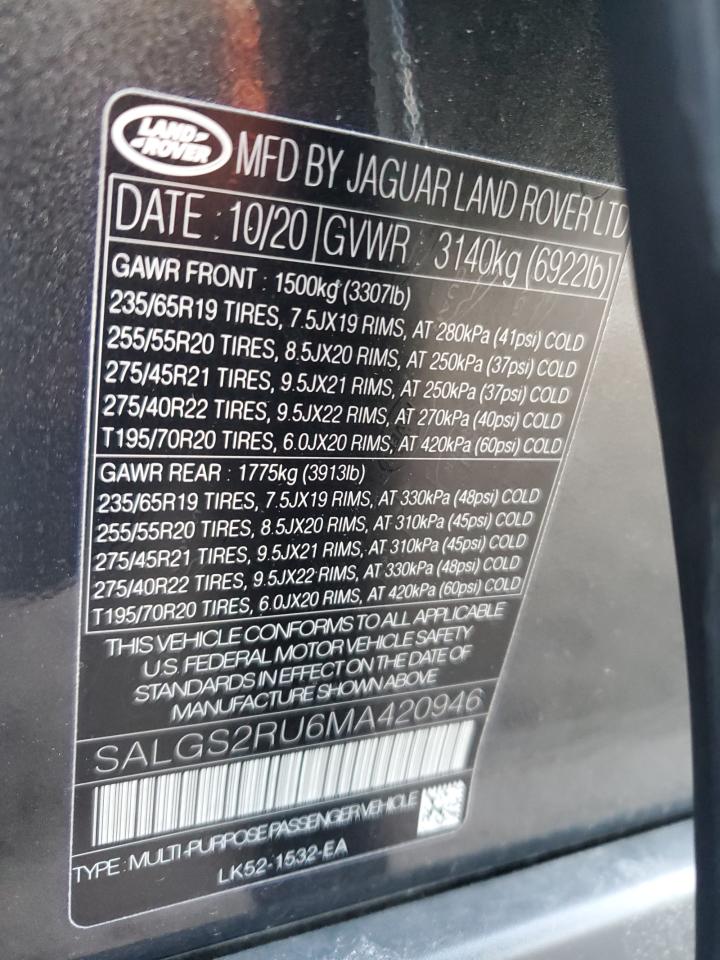 LAND-
-ROVER
MFD BY JAGUAR LAND ROVER LTD
DATE : 10/20 GVWR : 3140kg (6922lb)
GAWR FRONT : 1500kg (3307lb)
235/65R19 TIRES, 7.5JX19 RIMS, AT 280kPa (41psi) COLD
255/55R20 TIRES, 8.5JX20 RIMS, AT 250kPa (37psi) COLD
275/45R21 TIRES, 9.5JX21 RIMS, AT 250kPa (37psi) COLD
275/40R22 TIRES, 9.5JX22 RIMS, AT 270kPa (40psi) COLD
T195/70R20 TIRES, 6.0JX20 RIMS, AT 420kPa (60psi) COLD
GAWR REAR : 1775kg (3913lb)
235/65R19 TIRES, 7.5JX19 RIMS, AT 330kPa (48psi) COLD
255/55R20 TIRES, 8.5JX20 RIMS, AT 310kPa (45psi) COLD
275/45R21 TIRES, 9.5JX21 RIMS, AT 310kPa (45psi) COLD
275/40R22 TIRES, 9.5JX22 RIMS, AT 330kPa (48psi) COLD
T195/70R20 TIRES, 6.0JX20 RIMS, AT 420kPa (60psi) COLD
THIS VEHICLE CONFORMS TO ALL APPLICABLE
U.S. FEDERAL MOTOR VEHICLE SAFETY
STANDARDS IN EFFECT ON THE DATE OF
MANUFACTURE SHOWN ABOVE
SALGS2RU6MA420946
TYPE : MULTI-PURPOSE PASSENGER VEHICLE
LK52-1532-EA